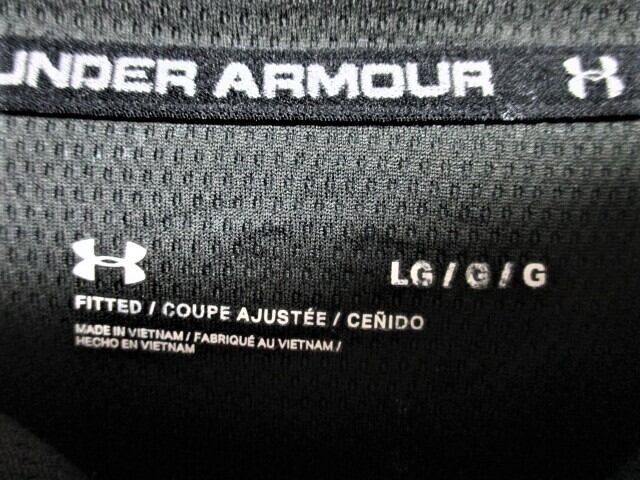 UNDER ARMOUR
LG / G / G
FITTED / COUPE AJUSTÉE / CEÑIDO
MADE IN VIETNAM / FABRIQUÉ AU VIETNAM /
HECHO EN VIETNAM